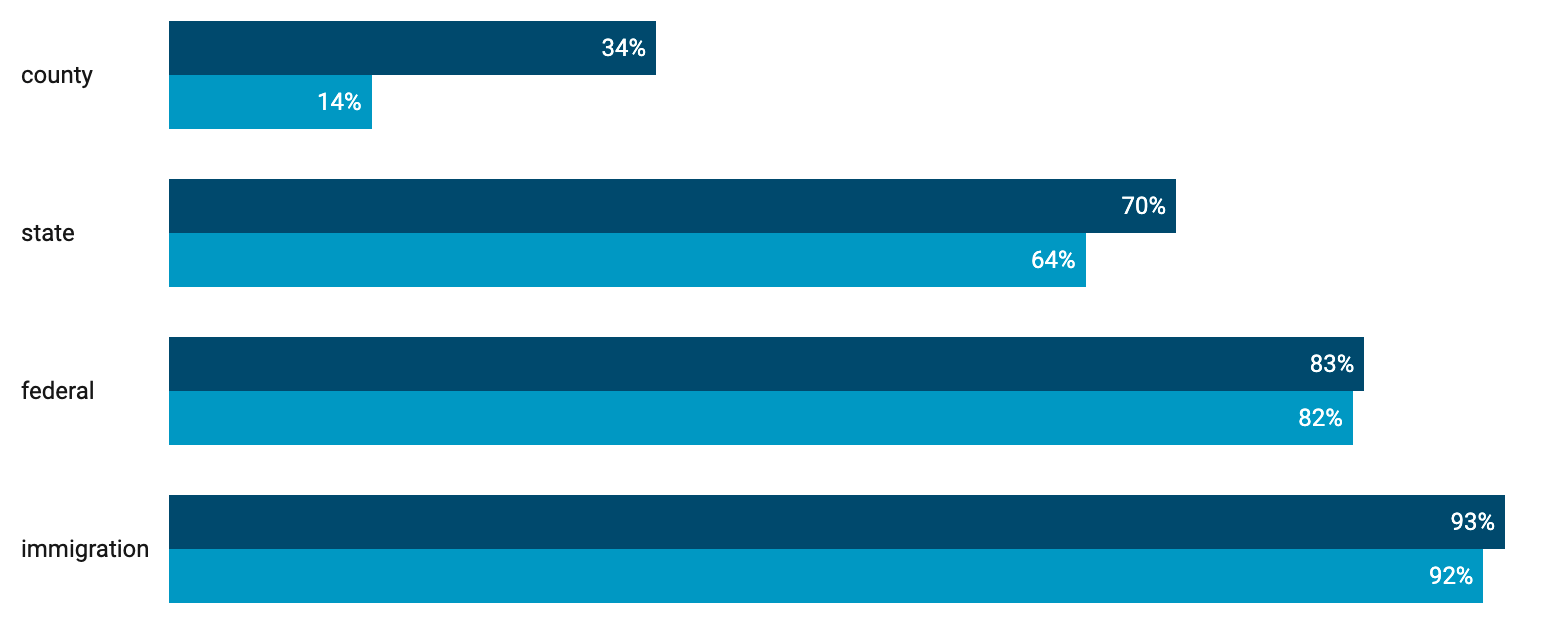 county
34%
14%
state
70%
64%
federal
83%
82%
immigration
93%
92%